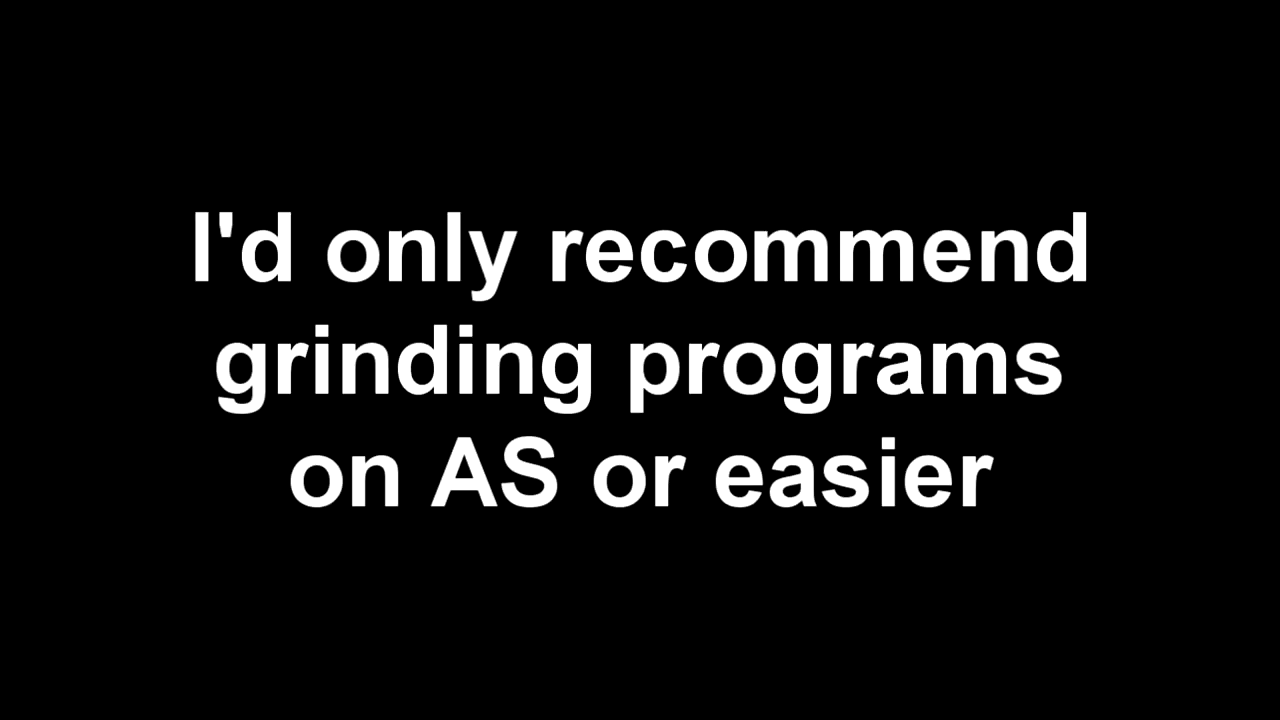 I'd only recommend
grinding programs
on AS or easier